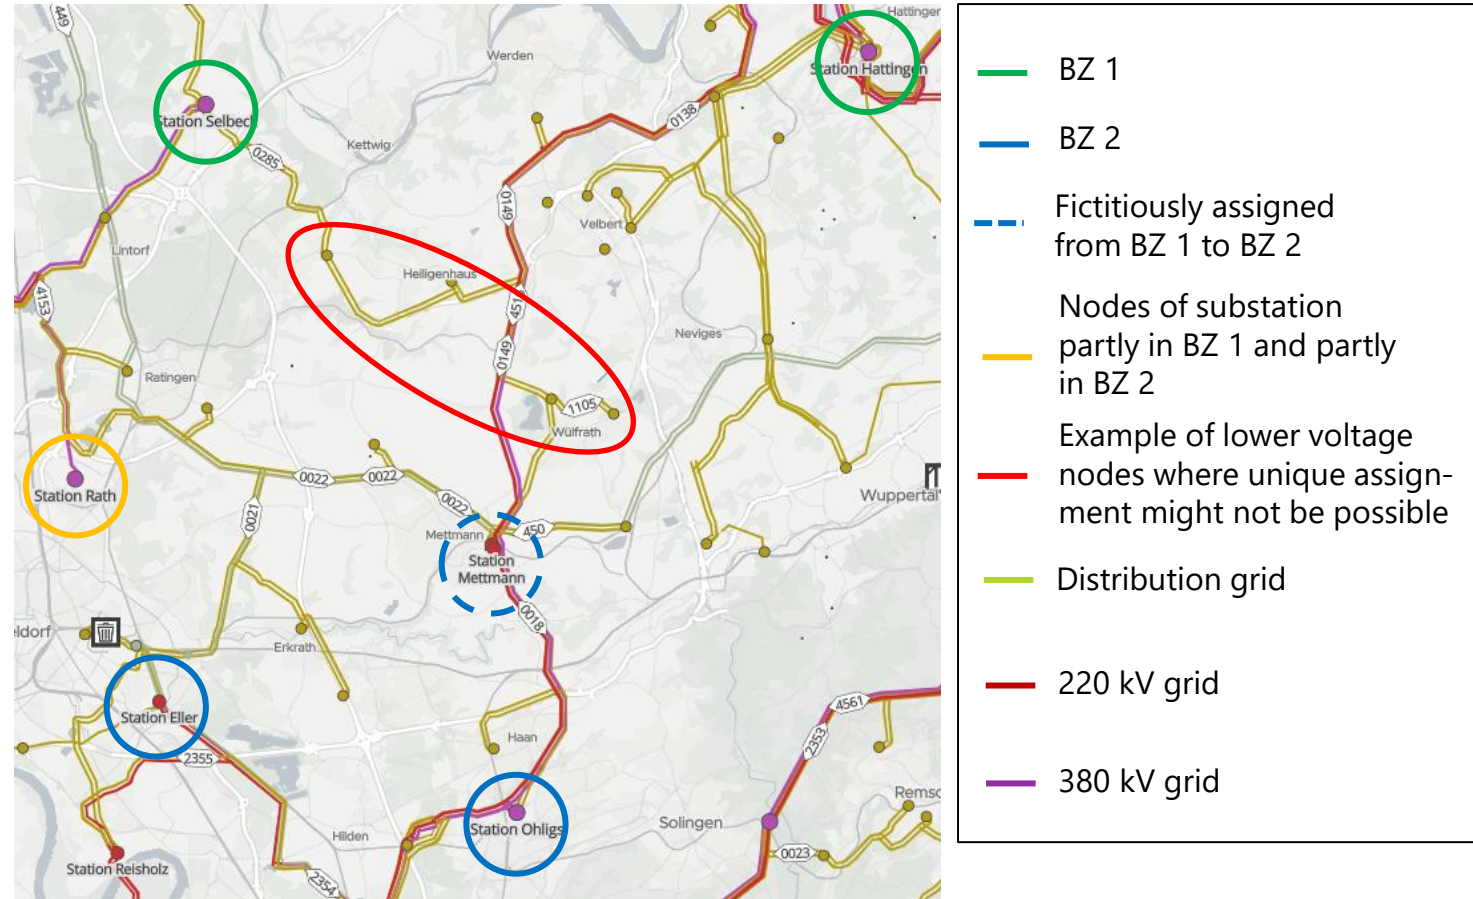 449
Hattingen
Werden
Station Hattingen
Station Selbeck
0138
Kettwig
0285
0149
Velbert
Lintorf
Heiligenhaus
4153
451
Neviges
0149
Ratingen
1105
Wülfrath
0022
0022
Station Rath
0022
Wuppertal
0021
450
Mettmann
Station
Mettmann
0018
eldorf
Erkrath
Station Eller
4561
Haan
2353
2355
Remsc
Station Ohligs
Solingen
Hilden
0023
Station Reisholz
2354
BZ 1
BZ 2
Fictitiously assigned
from BZ 1 to BZ 2
Nodes of substation
partly in BZ 1 and partly
in BZ 2
Example of lower voltage
nodes where unique assign-
ment might not be possible
Distribution grid
220 kV grid
380 kV grid